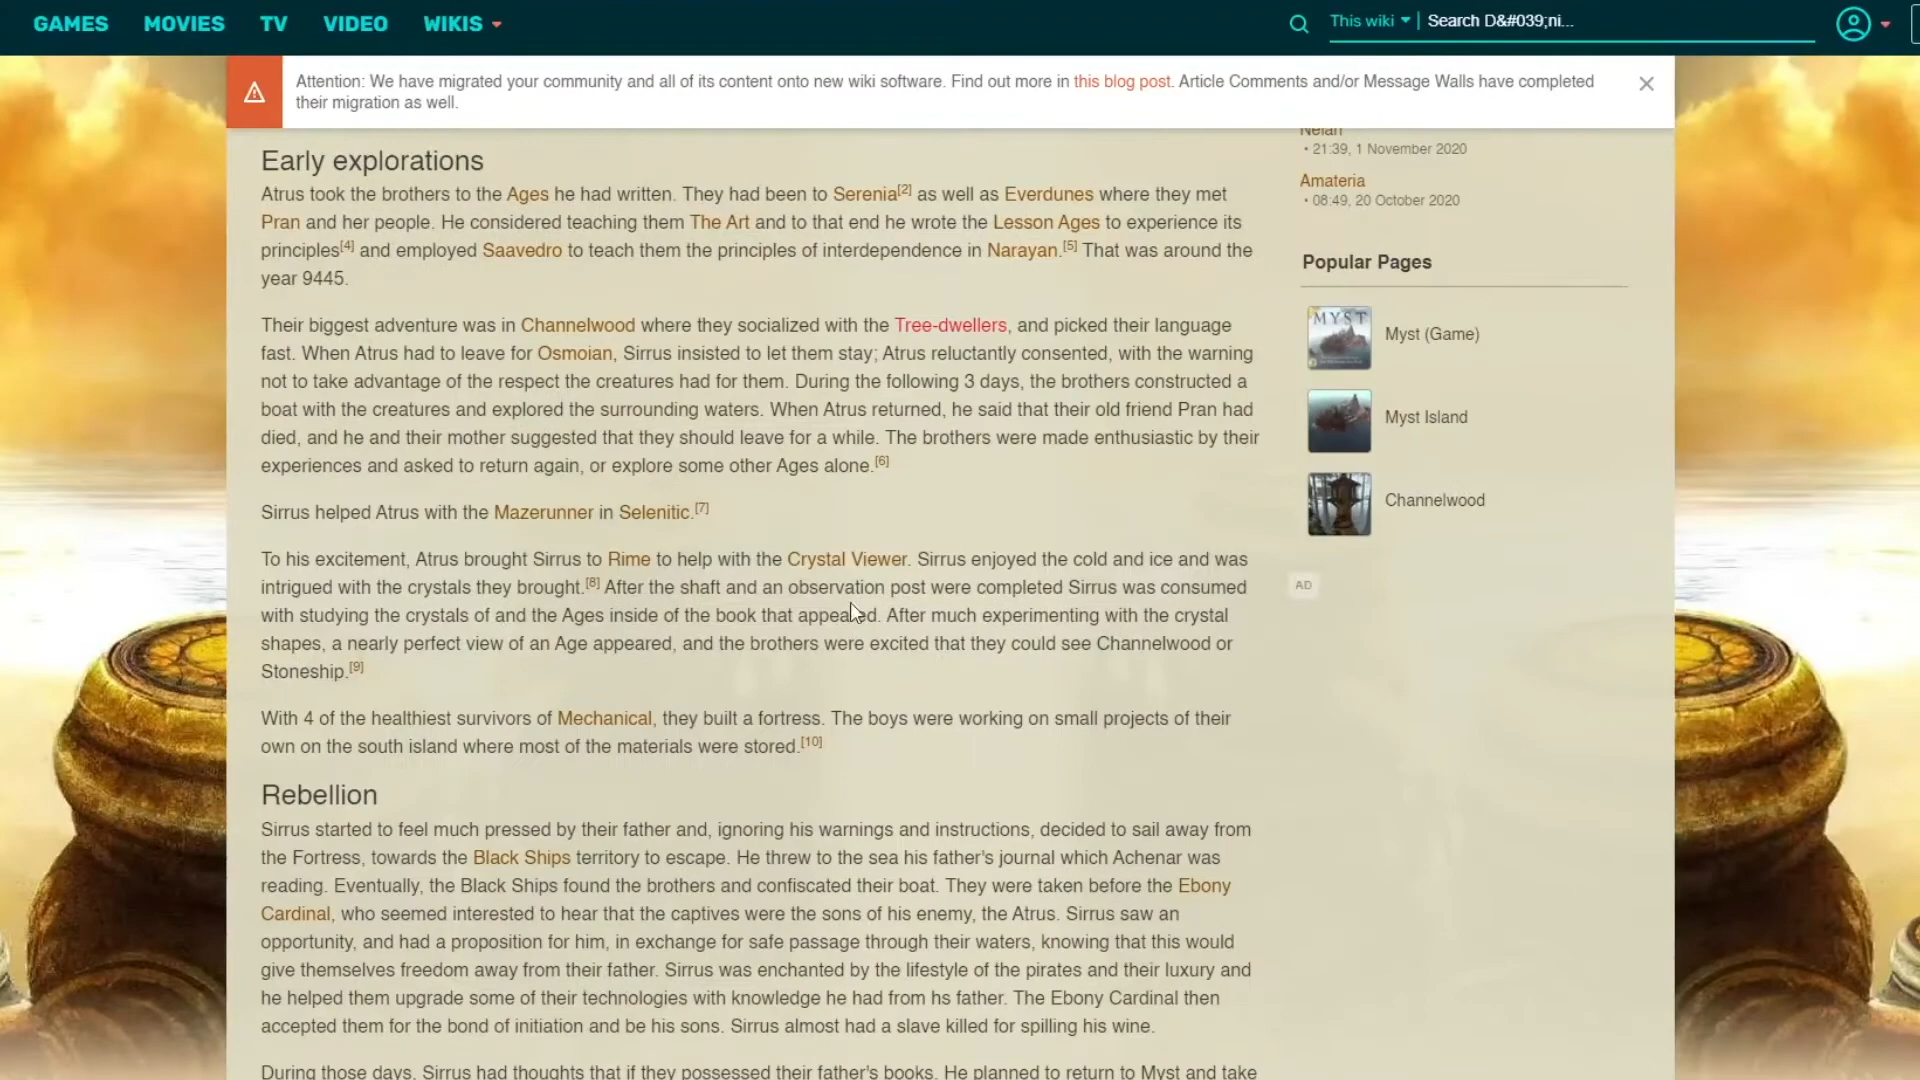 GAMES MOVIES TV VIDEO WIKIS
This wiki | Search D&#039;ni...
Attention: We have migrated your community and all of its content onto new wiki software. Find out more in this blog post. Article Comments and/or Message Walls have completed
their migration as well.
Early explorations
Atrus took the brothers to the Ages he had written. They had been to Serenia[2] as well as Everdunes where they met
Pran and her people. He considered teaching them The Art and to that end he wrote the Lesson Ages to experience its
principles[4] and employed Saavedro to teach them the principles of interdependence in Narayan.[5] That was around the
year 9445.
Their biggest adventure was in Channelwood where they socialized with the Tree-dwellers, and picked their language
fast. When Atrus had to leave for Osmoian, Sirrus insisted to let them stay; Atrus reluctantly consented, with the warning
not to take advantage of the respect the creatures had for them. During the following 3 days, the brothers constructed a
boat with the creatures and explored the surrounding waters. When Atrus returned, he said that their old friend Pran had
died, and he and their mother suggested that they should leave for a while. The brothers were made enthusiastic by their
experiences and asked to return again, or explore some other Ages alone.[6]
Sirrus helped Atrus with the Mazerunner in Selenitic.[7]
To his excitement, Atrus brought Sirrus to Rime to help with the Crystal Viewer. Sirrus enjoyed the cold and ice and was
intrigued with the crystals they brought.[8] After the shaft and an observation post were completed Sirrus was consumed
with studying the crystals of and the Ages inside of the book that appeared. After much experimenting with the crystal
shapes, a nearly perfect view of an Age appeared, and the brothers were excited that they could see Channelwood or
Stoneship.[9]
With 4 of the healthiest survivors of Mechanical, they built a fortress. The boys were working on small projects of their
own on the south island where most of the materials were stored.[10]
Rebellion
Sirrus started to feel much pressed by their father and, ignoring his warnings and instructions, decided to sail away from
the Fortress, towards the Black Ships territory to escape. He threw to the sea his father's journal which Achenar was
reading. Eventually, the Black Ships found the brothers and confiscated their boat. They were taken before the Ebony
Cardinal, who seemed interested to hear that the captives were the sons of his enemy, the Atrus. Sirrus saw an
opportunity, and had a proposition for him, in exchange for safe passage through their waters, knowing that this would
give themselves freedom away from their father. Sirrus was enchanted by the lifestyle of the pirates and their luxury and
he helped them upgrade some of their technologies with knowledge he had from hs father. The Ebony Cardinal then
accepted them for the bond of initiation and be his sons. Sirrus almost had a slave killed for spilling his wine.
During those days, Sirrus had thoughts that if they possessed their father's books. He planned to return to Myst and take
Nelah
• 21:39, 1 November 2020
Amateria
• 08:49, 20 October 2020
Popular Pages
MYST
Myst (Game)
Myst Island
Channelwood
AD